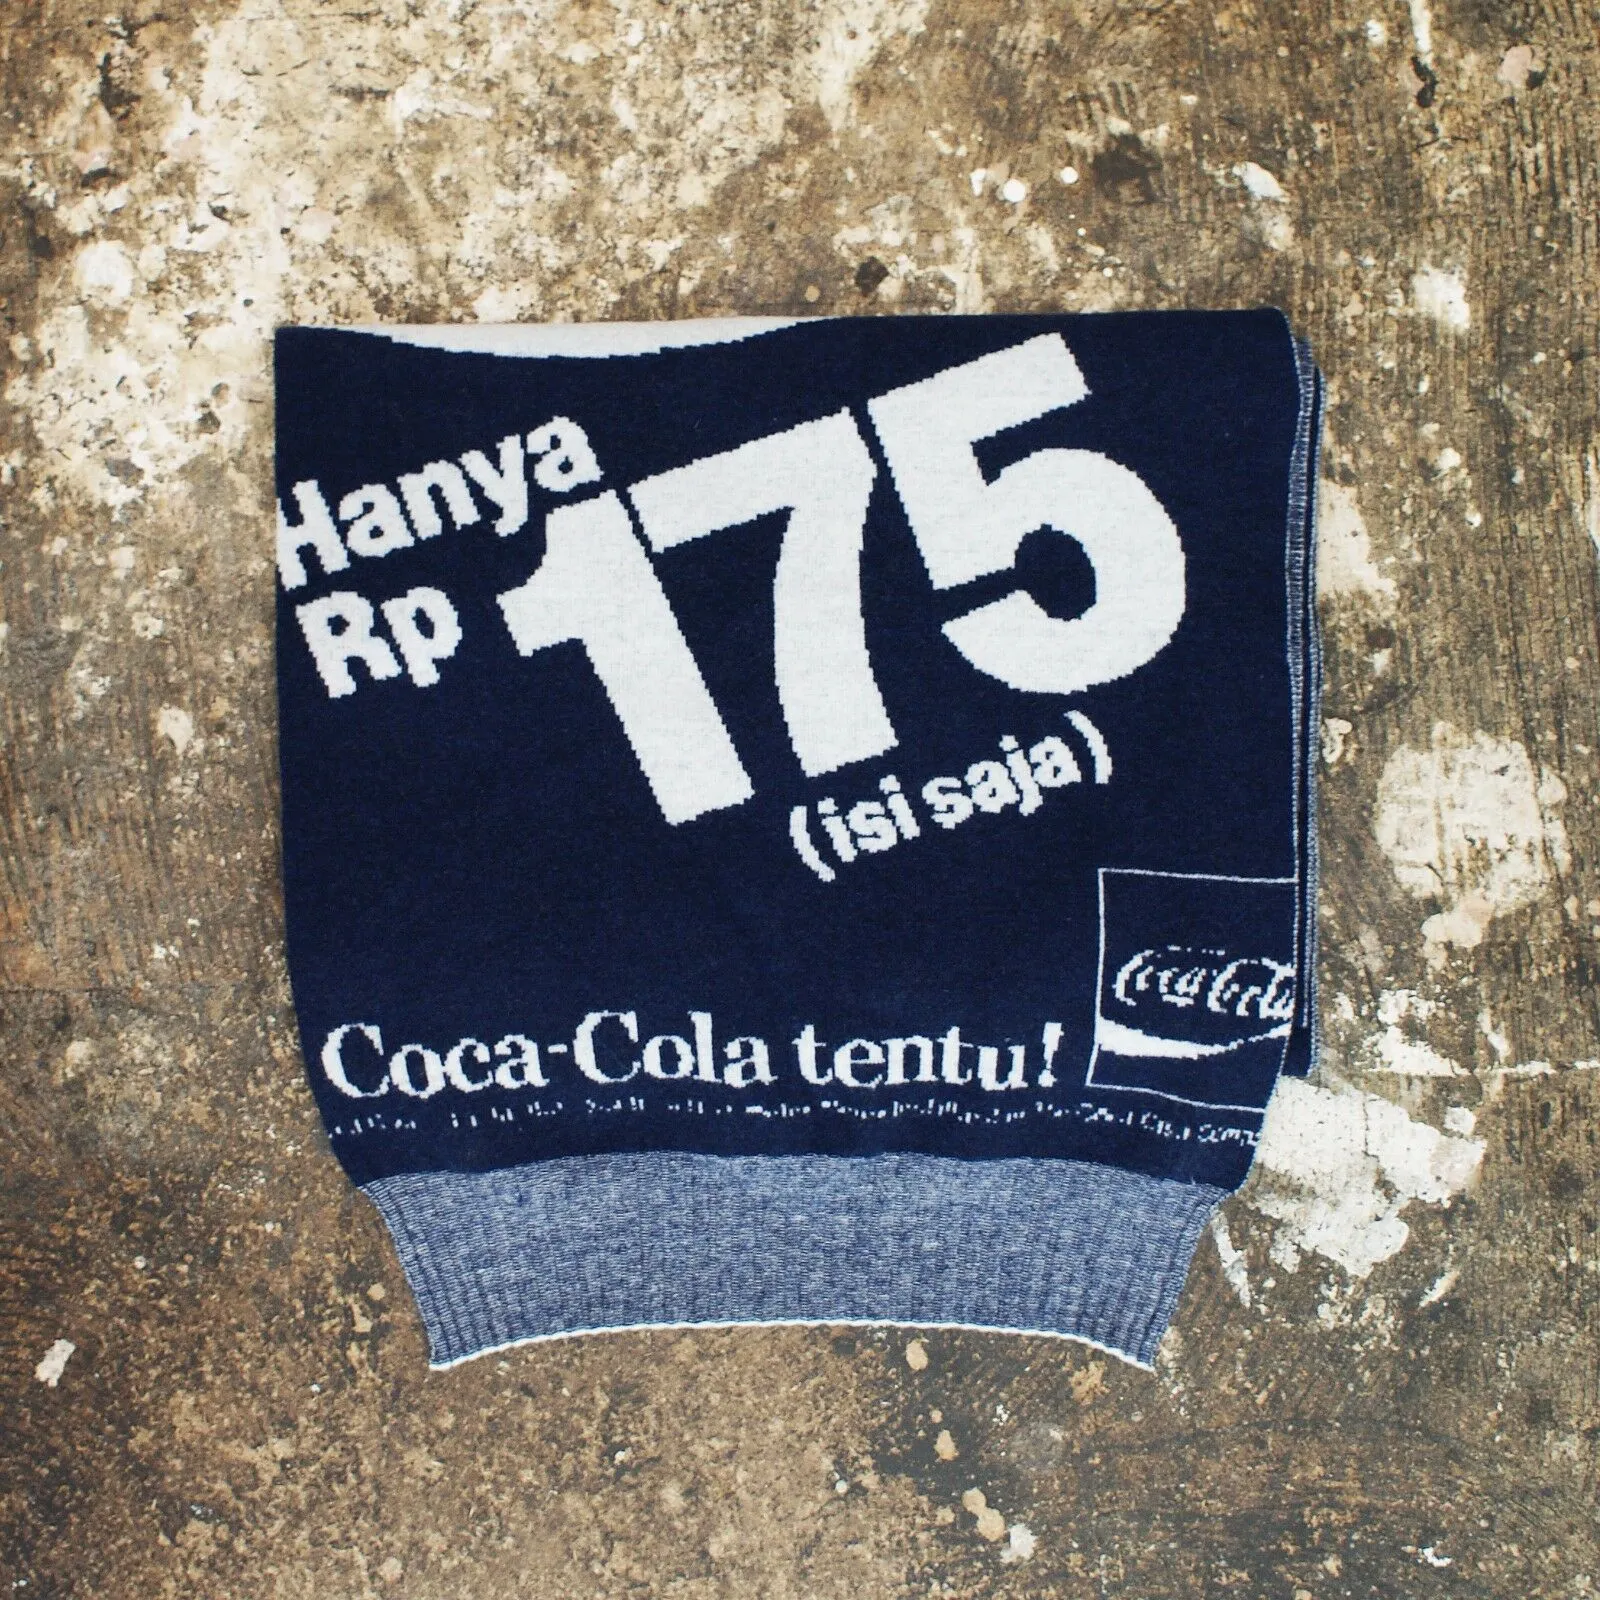 Hanya
Rp 175
(isi saja)
Coca-Cola
Coca-Cola tentu!